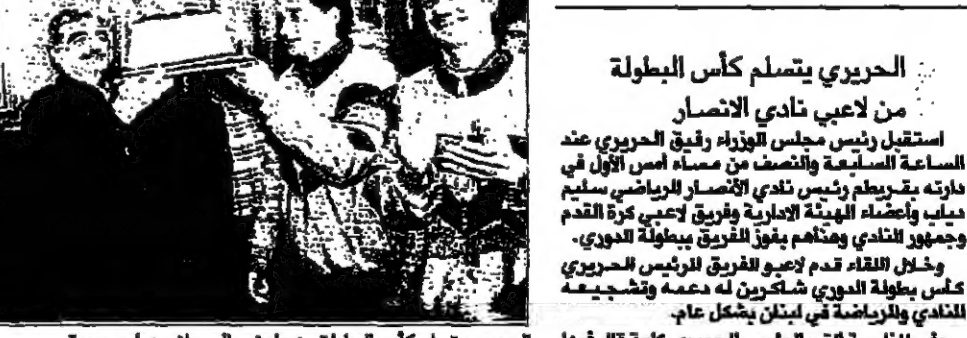 الحريري يتسلم كأس البطولة
من لاعبي نادي الانصار
استقبل رئيس مجلس الوزراء رفيق الحريري عند
الساعة السابعة والنصف من مساء أمس الأول في
دارته بقريطم رئيس نادي الأنصار الرياضي سليم
دياب وأعضاء الهيئة الادارية وفريق لاعبي كرة القدم
وجمهور النادي وهنأهم بفوز الفريق ببطولة الدوري.
وخلال اللقاء قدم لاعبو الفريق للرئيس الحريري
كأس بطولة الدوري شاكرين له دعمه وتشجيعه
للنادي وللرياضة في لبنان بشكل عام.